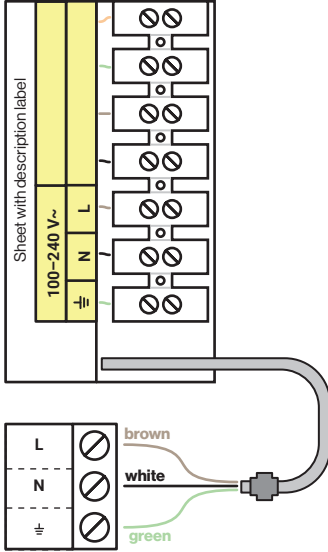 Sheet with description label
100–240 V~
L
N
L
brown
N
white
green